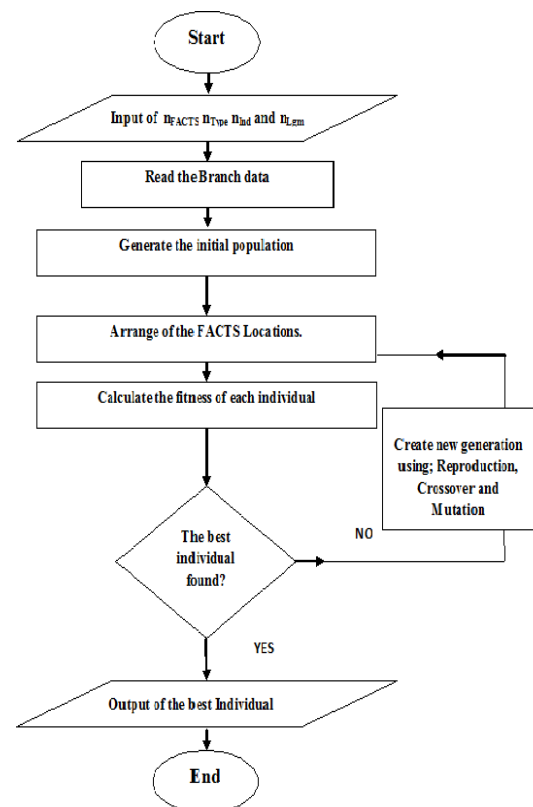 Start
Input of nFACTS nType nInd and nLgm
Read the Branch data
Generate the initial population
Arrange of the FACTS Locations.
Calculate the fitness of each individual
Create new generation
using; Reproduction,
Crossover and
Mutation
The best
individual
found?
NO
YES
Output of the best Individual
End